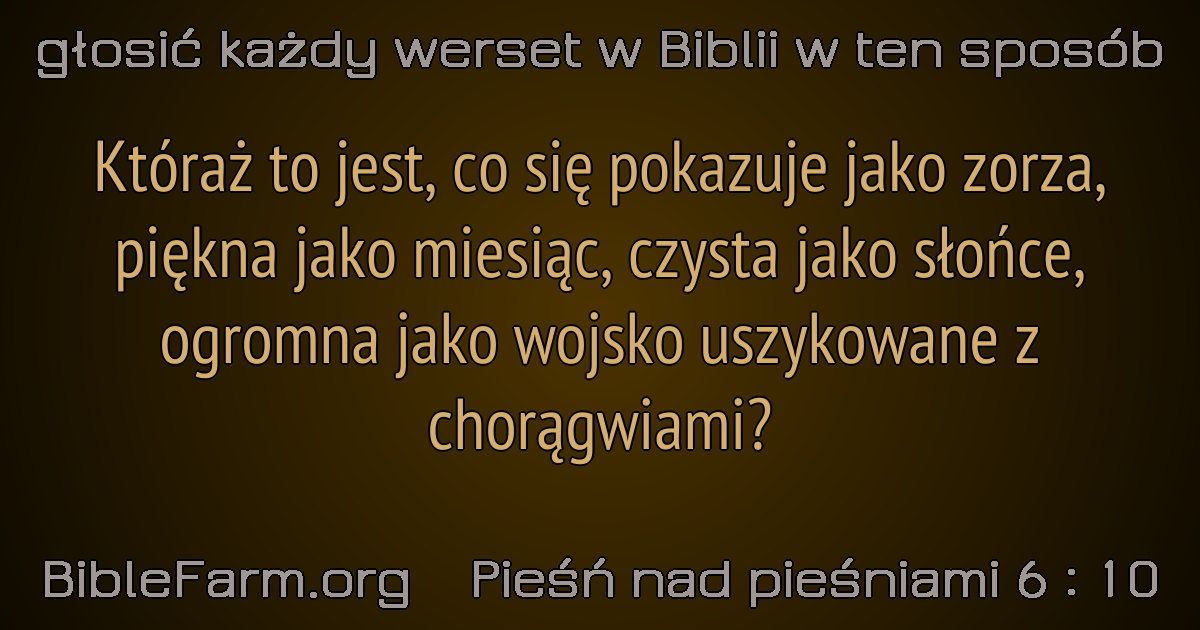 głosić każdy werset w Biblii w ten sposób
Któraż to jest, co się pokazuje jako zorza,
piękna jako miesiąc, czysta jako słońce,
ogromna jako wojsko uszykowane z
chorągwiami?
BibleFarm.org Pieśń nad pieśniami 6 : 10